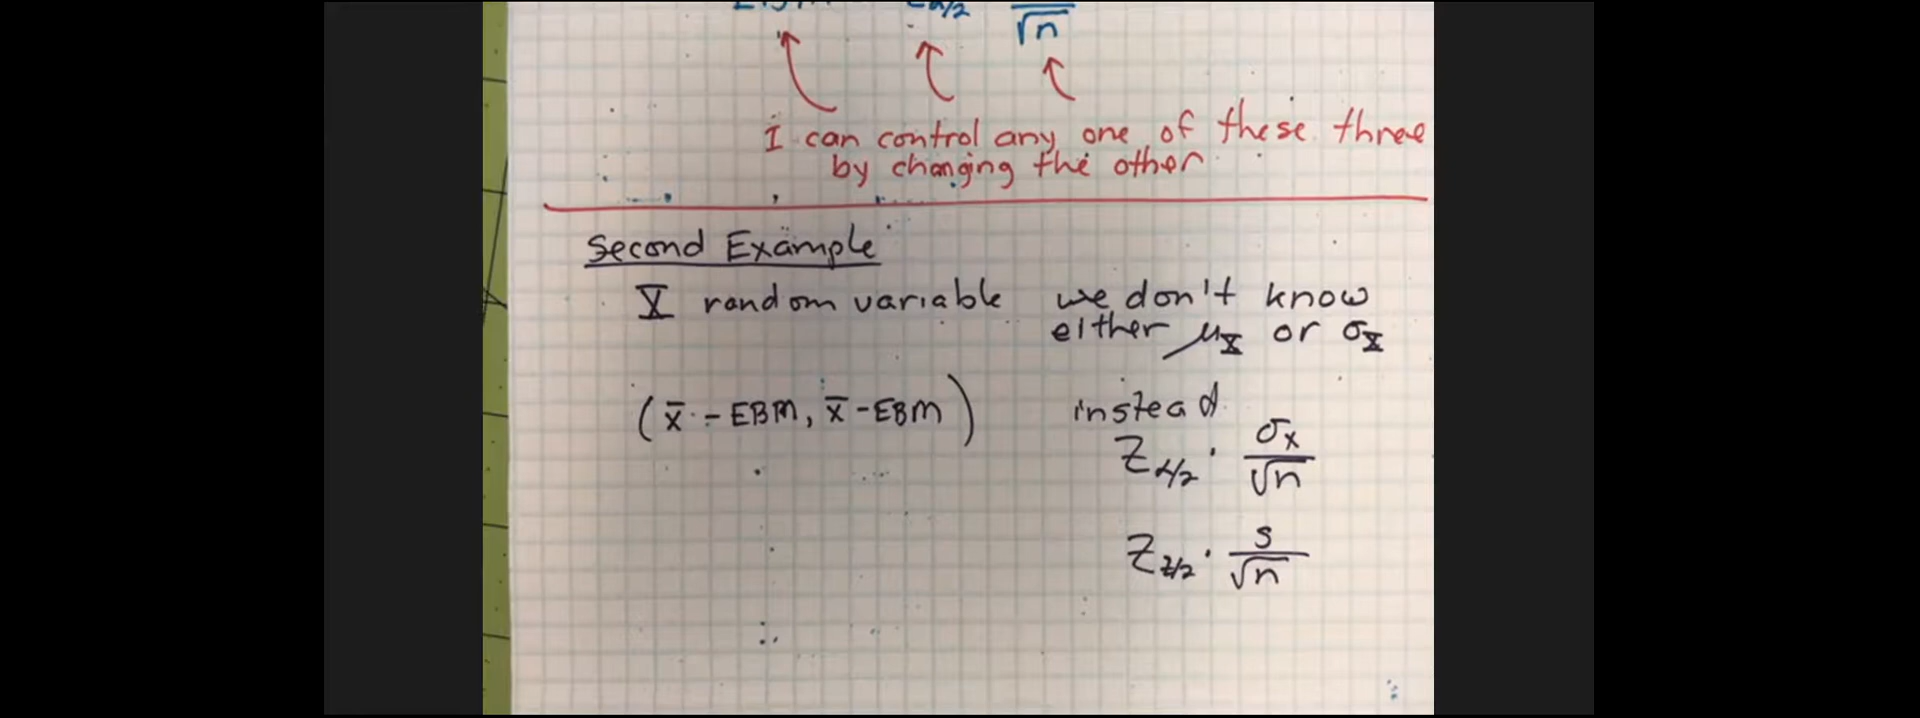 √n
I can control any one of these three
by changing the other
Second Example
X random variable we don't know
either μX or σX
(x̄ - EBM, x̄ - EBM) instead
Zα/2 · σx/√n
Zz/2 · s/√n